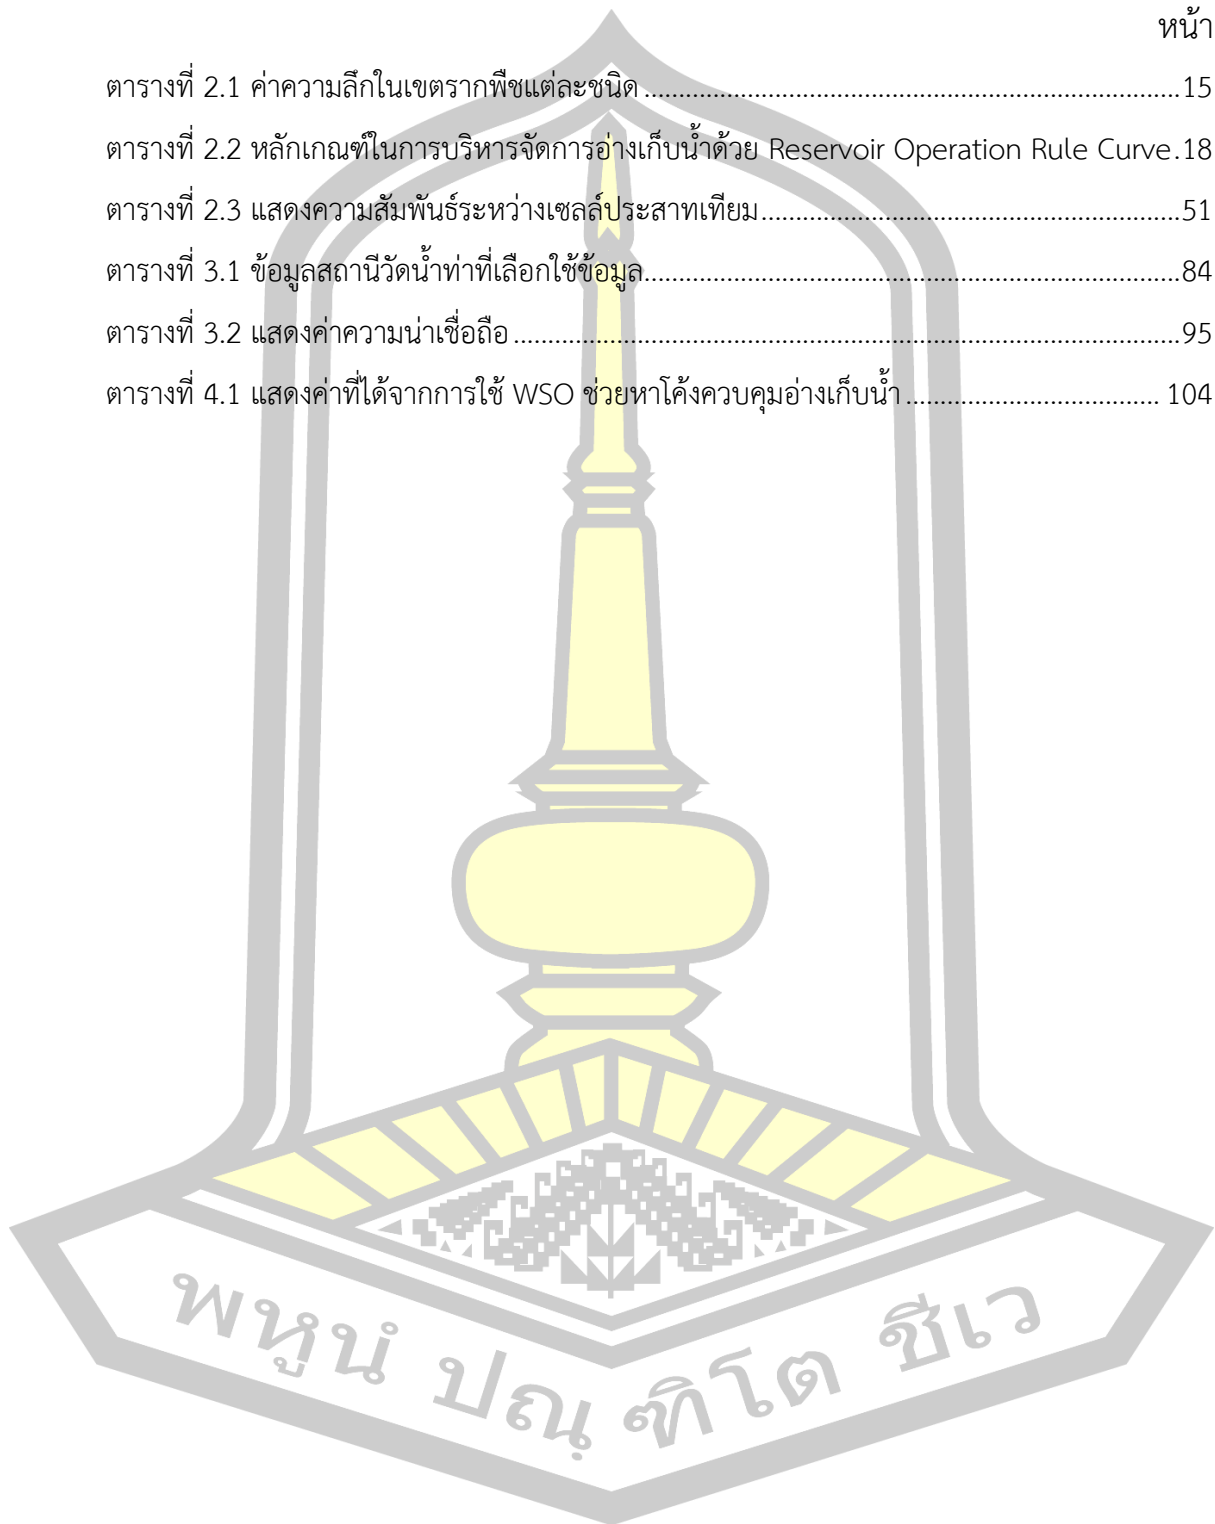 หน้า
ตารางที่ 2.1 ค่าความลึกในเขตรากพืชแต่ละชนิด..............................................................................15
ตารางที่ 2.2 หลักเกณฑ์ในการบริหารจัดการอ่างเก็บน้ำด้วย Reservoir Operation Rule Curve.18
ตารางที่ 2.3 แสดงความสัมพันธ์ระหว่างเซลล์ประสาทเทียม.............................................................51
ตารางที่ 3.1 ข้อมูลสถานีวัดน้ำท่าที่เลือกใช้ข้อมูล..............................................................................84
ตารางที่ 3.2 แสดงค่าความน่าเชื่อถือ.................................................................................................95
ตารางที่ 4.1 แสดงค่าที่ได้จากการใช้ WSO ช่วยหาโค้งควบคุมอ่างเก็บน้ำ..................................... 104
พหูนํ ปณฺ ฑิโต ชีเว